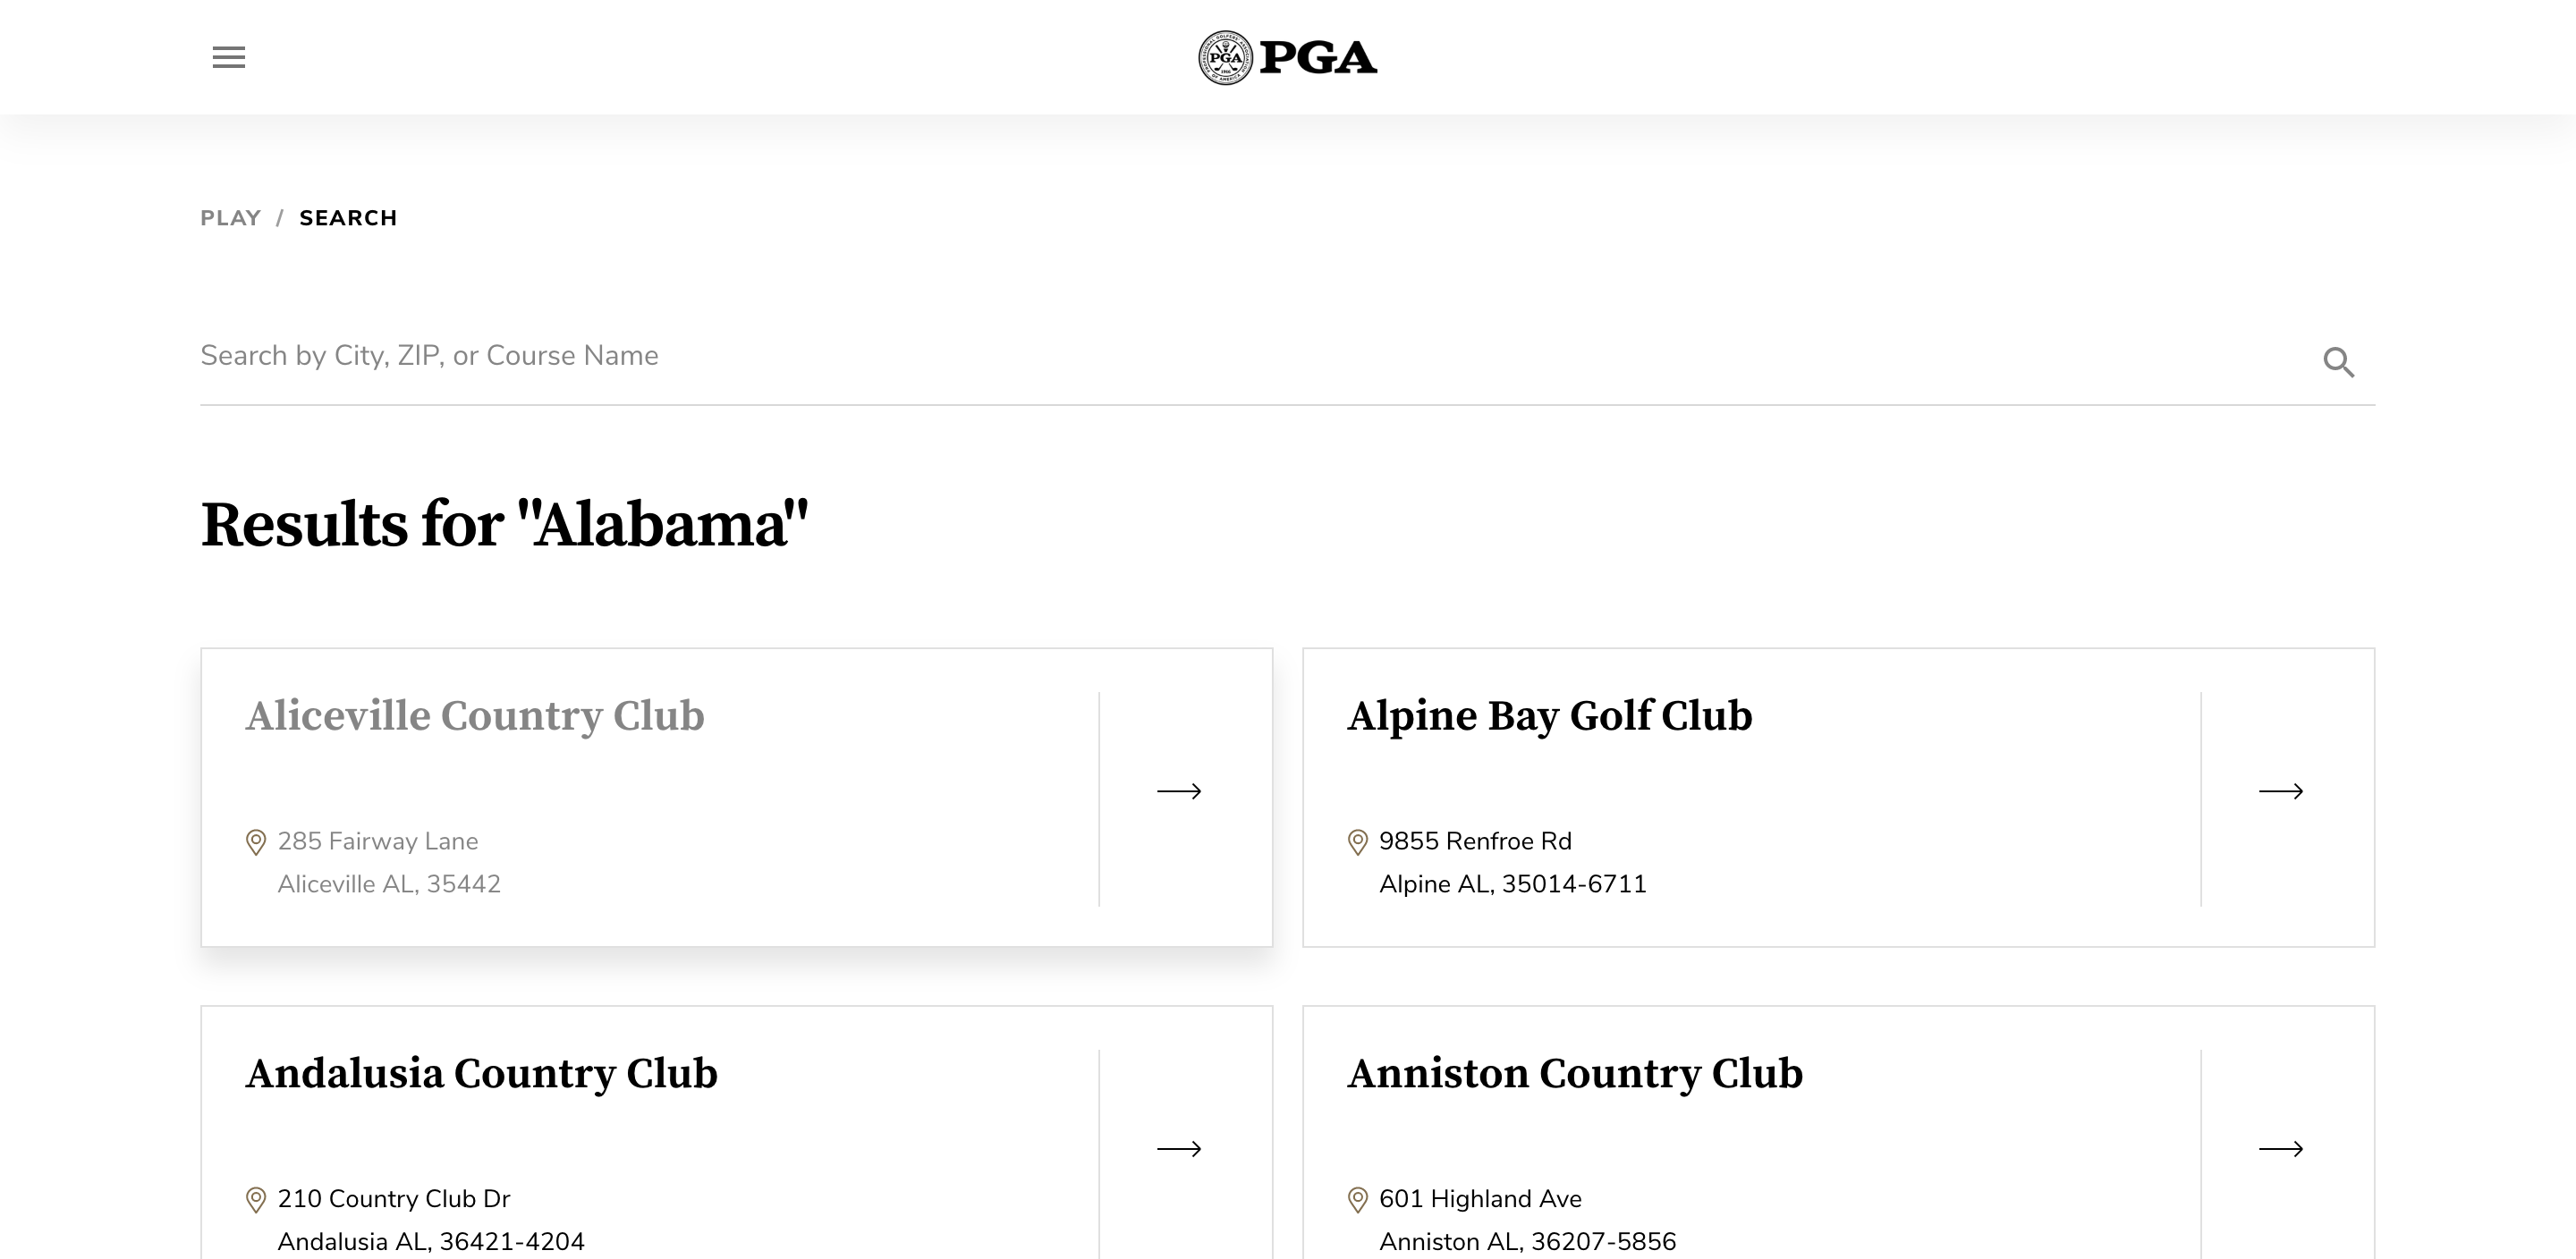 PGA
PGA
PLAY / SEARCH
Search by City, ZIP, or Course Name
Results for "Alabama"
Aliceville Country Club
285 Fairway Lane
Aliceville AL, 35442
Alpine Bay Golf Club
9855 Renfroe Rd
Alpine AL, 35014-6711
Andalusia Country Club
210 Country Club Dr
Andalusia AL, 36421-4204
Anniston Country Club
601 Highland Ave
Anniston AL, 36207-5856